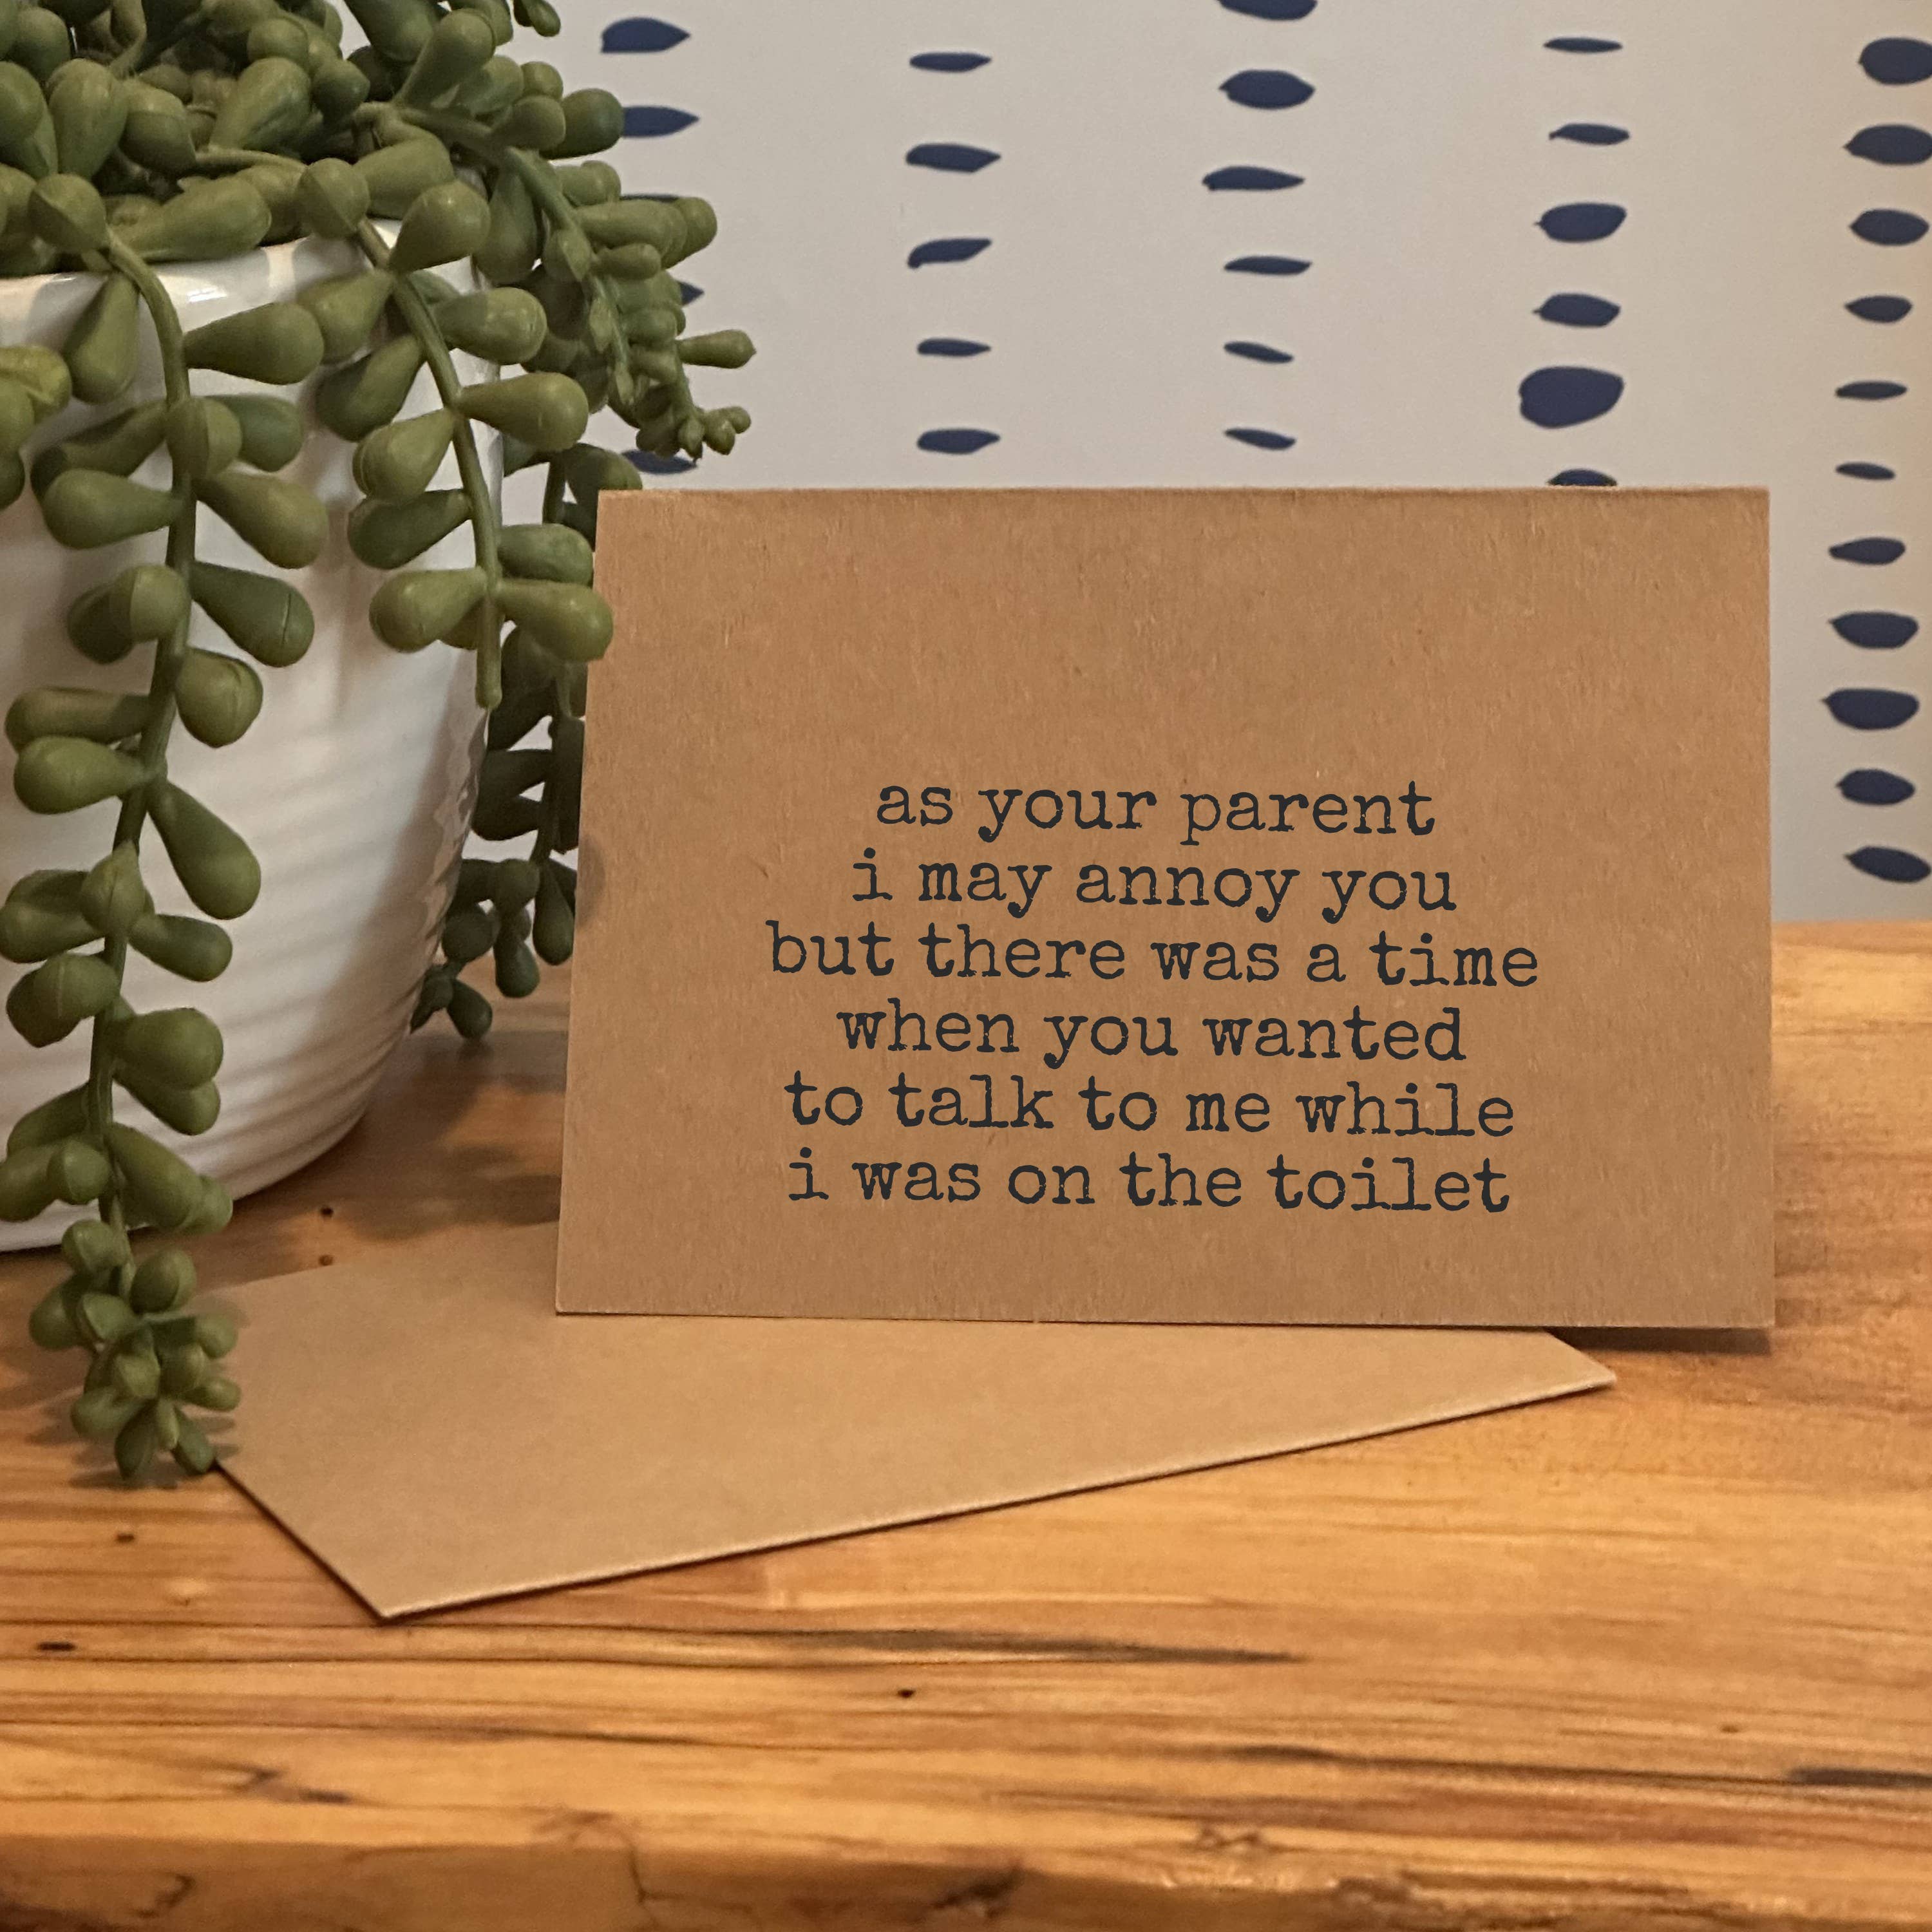 as your parent
i may annoy you
but there was a time
when you wanted
to talk to me while
i was on the toilet